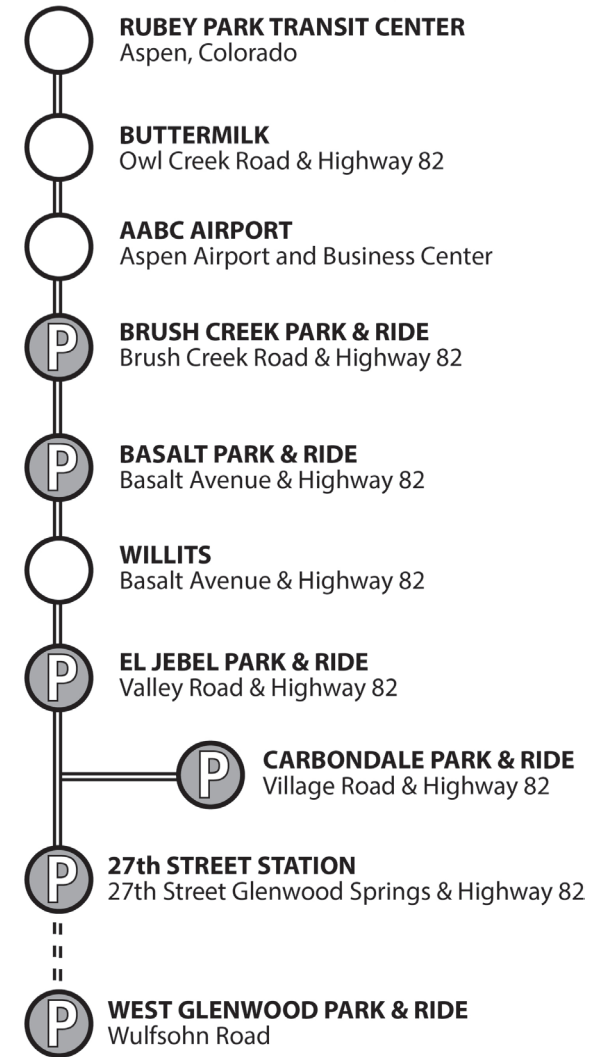 RUBEY PARK TRANSIT CENTER
Aspen, Colorado
BUTTERMILK
Owl Creek Road & Highway 82
AABC AIRPORT
Aspen Airport and Business Center
P
BRUSH CREEK PARK & RIDE
Brush Creek Road & Highway 82
P
BASALT PARK & RIDE
Basalt Avenue & Highway 82
WILLITS
Basalt Avenue & Highway 82
P
EL JEBEL PARK & RIDE
Valley Road & Highway 82
P
CARBONDALE PARK & RIDE
Village Road & Highway 82
P
27th STREET STATION
27th Street Glenwood Springs & Highway 82
P
WEST GLENWOOD PARK & RIDE
Wulfsohn Road